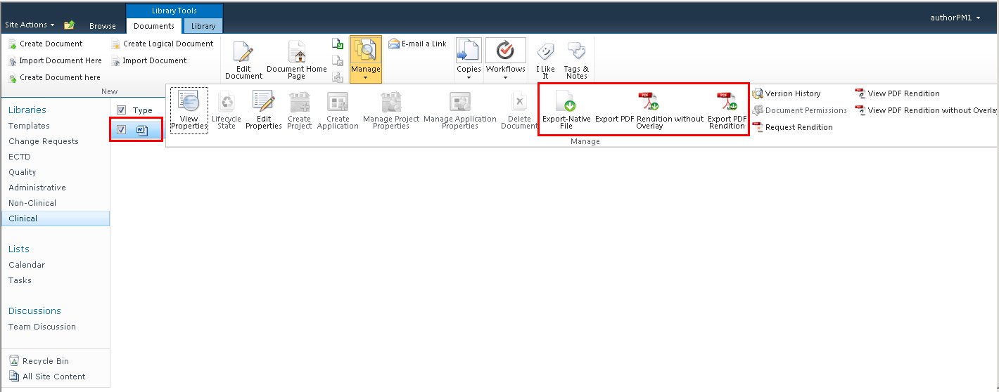 Library Tools
Site Actions
Browse
Documents
Library
authorPM1
Create Document
Import Document Here
Create Document here
Create Logical Document
Import Document
New
Edit
Document
Document Home
Page
Manage
E-mail a Link
Copies
Workflows
I Like
It
Tags &
Notes
View
Properties
Lifecycle
State
Edit
Properties
Create
Project
Create
Application
Manage Project
Properties
Manage Application
Properties
Delete
Document
Export-Native
File
Export PDF Rendition without
Overlay
Export PDF
Rendition
Version History
Document Permissions
Request Rendition
View PDF Rendition
View PDF Rendition without Overlay
Manage
Libraries
Templates
Change Requests
ECTD
Quality
Administrative
Non-Clinical
Clinical
Lists
Calendar
Tasks
Discussions
Team Discussion
Recycle Bin
All Site Content
Type